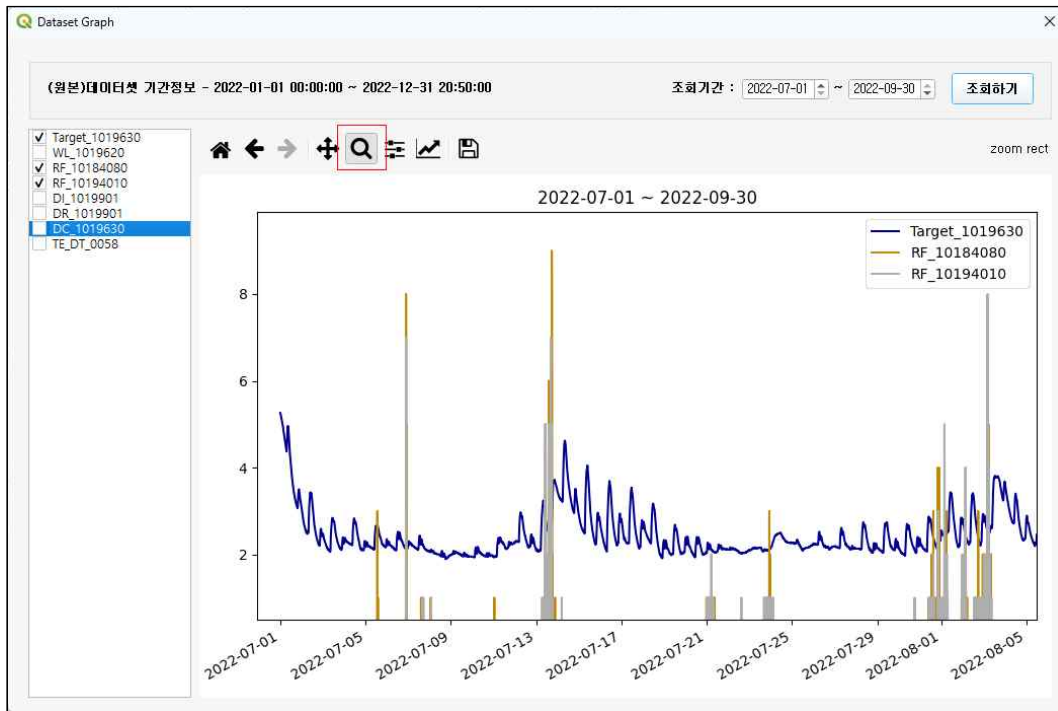 Dataset Graph
(원본)데이터셋 기간정보 - 2022-01-01 00:00:00 ~ 2022-12-31 20:50:00
조회기간 : 2022-07-01 ~ 2022-09-30 조회하기
Target_1019630
WL_1019620
RF_10184080
RF_10194010
DI_1019901
DR_1019901
DC_1019630
TE_DT_0058
zoom rect
2022-07-01 ~ 2022-09-30
Target_1019630
RF_10184080
RF_10194010
8
6
4
2
2022-07-01
2022-07-05
2022-07-09
2022-07-13
2022-07-17
2022-07-21
2022-07-25
2022-07-29
2022-08-01
2022-08-05